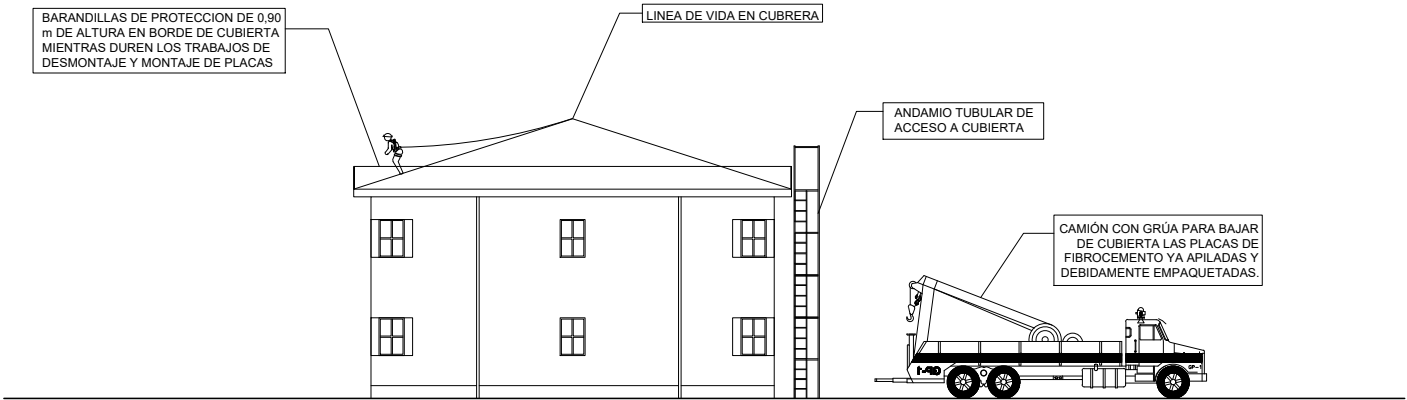 BARANDILLAS DE PROTECCION DE 0,90
m DE ALTURA EN BORDE DE CUBIERTA
MIENTRAS DUREN LOS TRABAJOS DE
DESMONTAJE Y MONTAJE DE PLACAS
LINEA DE VIDA EN CUBRERA
ANDAMIO TUBULAR DE
ACCESO A CUBIERTA
CAMIÓN CON GRÚA PARA BAJAR
DE CUBIERTA LAS PLACAS DE
FIBROCEMENTO YA APILADAS Y
DEBIDAMENTE EMPAQUETADAS.
GP-1